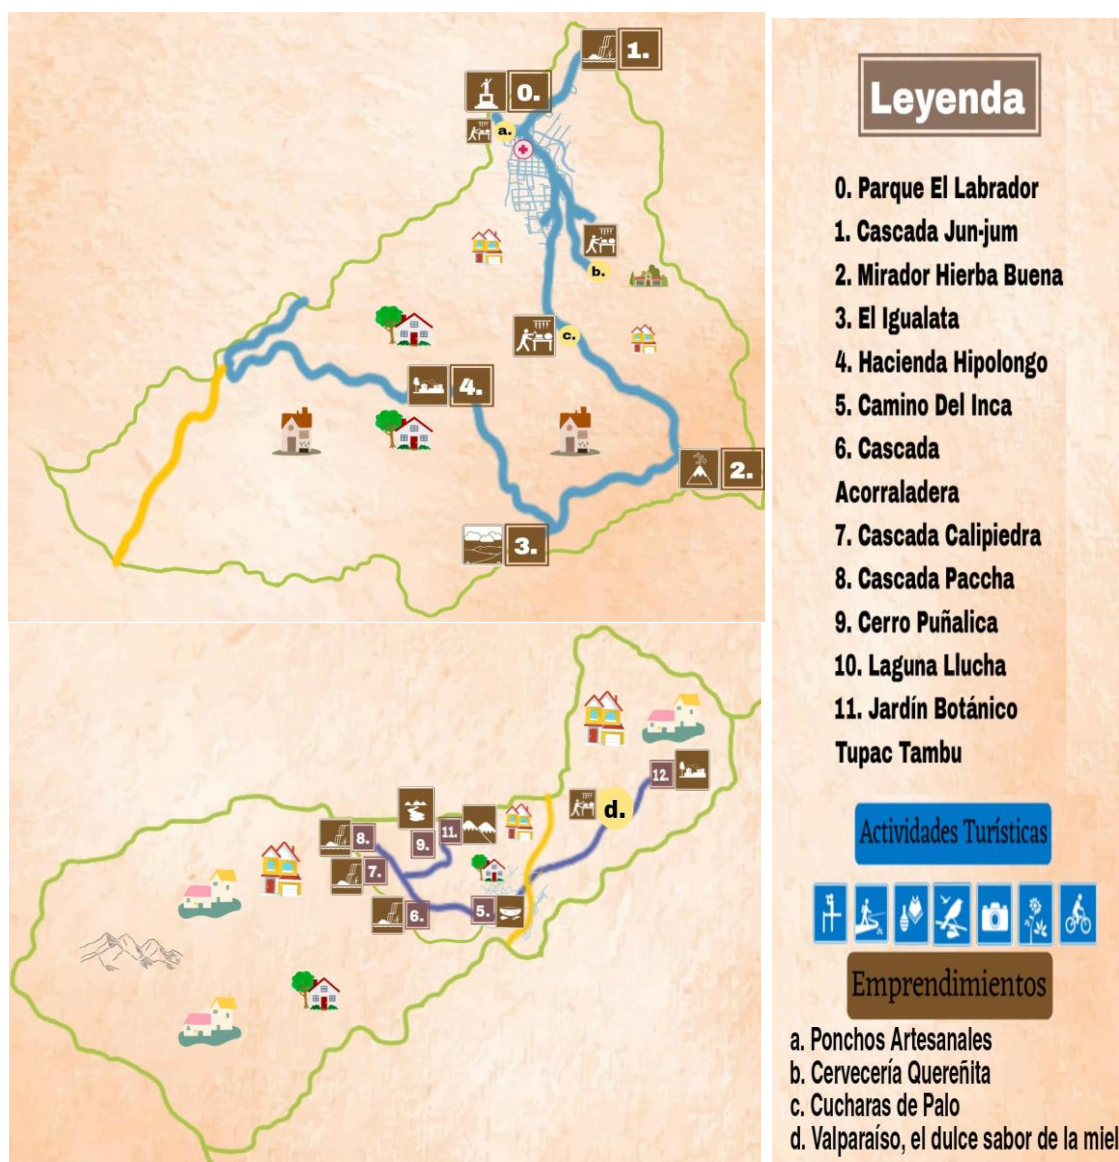 1.
0.
a.
b.
c.
4.
2.
3.
12.
d.
8.
11.
9.
7.
6.
5.
Leyenda
0. Parque El Labrador
1. Cascada Jun-jum
2. Mirador Hierba Buena
3. El Igualata
4. Hacienda Hipolongo
5. Camino Del Inca
6. Cascada
Acorraladera
7. Cascada Calipiedra
8. Cascada Paccha
9. Cerro Puñalica
10. Laguna Llucha
11. Jardín Botánico
Tupac Tambu
Actividades Turísticas
Emprendimientos
a. Ponchos Artesanales
b. Cervecería Quereñita
c. Cucharas de Palo
d. Valparaíso, el dulce sabor de la miel